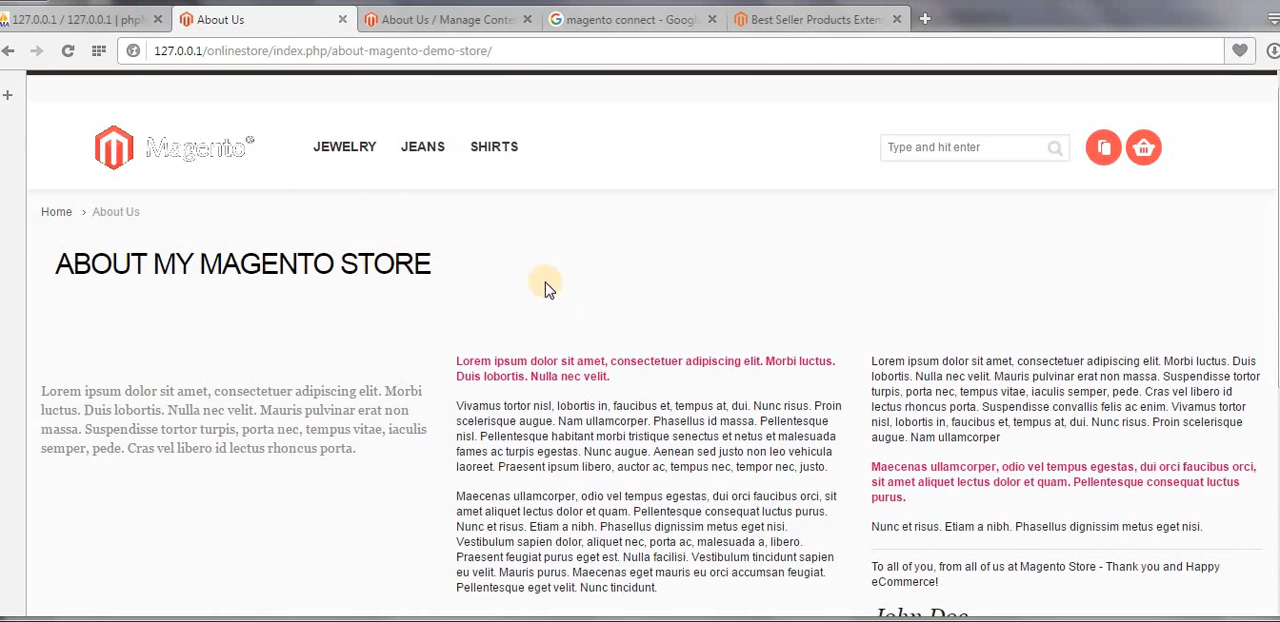 127.0.0.1 / 127.0.0.1 | php
About Us
About Us / Manage Conte
magento connect - Googl
Best Seller Products Exten
127.0.0.1/onlinestore/index.php/about-magento-demo-store/
Magento®
JEWELRY
JEANS
SHIRTS
Type and hit enter
Home › About Us
ABOUT MY MAGENTO STORE
Lorem ipsum dolor sit amet, consectetuer adipiscing elit. Morbi
luctus. Duis lobortis. Nulla nec velit. Mauris pulvinar erat non
massa. Suspendisse tortor turpis, porta nec, tempus vitae, iaculis
semper, pede. Cras vel libero id lectus rhoncus porta.
Lorem ipsum dolor sit amet, consectetuer adipiscing elit. Morbi luctus.
Duis lobortis. Nulla nec velit.
Vivamus tortor nisl, lobortis in, faucibus et, tempus at, dui. Nunc risus. Proin
scelerisque augue. Nam ullamcorper. Phasellus id massa. Pellentesque
nisl. Pellentesque habitant morbi tristique senectus et netus et malesuada
fames ac turpis egestas. Nunc augue. Aenean sed justo non leo vehicula
laoreet. Praesent ipsum libero, auctor ac, tempus nec, tempor nec, justo.
Maecenas ullamcorper, odio vel tempus egestas, dui orci faucibus orci, sit
amet aliquet lectus dolor et quam. Pellentesque consequat luctus purus.
Nunc et risus. Etiam a nibh. Phasellus dignissim metus eget nisi.
Vestibulum sapien dolor, aliquet nec, porta ac, malesuada a, libero.
Praesent feugiat purus eget est. Nulla facilisi. Vestibulum tincidunt sapien
eu velit. Mauris purus. Maecenas eget mauris eu orci accumsan feugiat.
Pellentesque eget velit. Nunc tincidunt.
Lorem ipsum dolor sit amet, consectetuer adipiscing elit. Morbi luctus. Duis
lobortis. Nulla nec velit. Mauris pulvinar erat non massa. Suspendisse tortor
turpis, porta nec, tempus vitae, iaculis semper, pede. Cras vel libero id
lectus rhoncus porta. Suspendisse convallis felis ac enim. Vivamus tortor
nisl, lobortis in, faucibus et, tempus at, dui. Nunc risus. Proin scelerisque
augue. Nam ullamcorper
Maecenas ullamcorper, odio vel tempus egestas, dui orci faucibus orci,
sit amet aliquet lectus dolor et quam. Pellentesque consequat luctus
purus.
Nunc et risus. Etiam a nibh. Phasellus dignissim metus eget nisi.
To all of you, from all of us at Magento Store - Thank you and Happy
eCommerce!
John Doe